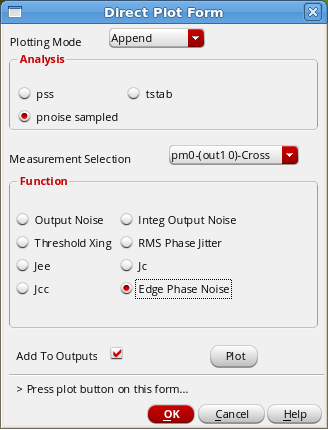 Direct Plot Form
Plotting Mode Append
Analysis
pss tstab
pnoise sampled
Measurement Selection pm0-(out1 0)-Cross
Function
Output Noise Integ Output Noise
Threshold Xing RMS Phase Jitter
Jee Jc
Jcc Edge Phase Noise
Add To Outputs Plot
> Press plot button on this form...
OK Cancel Help